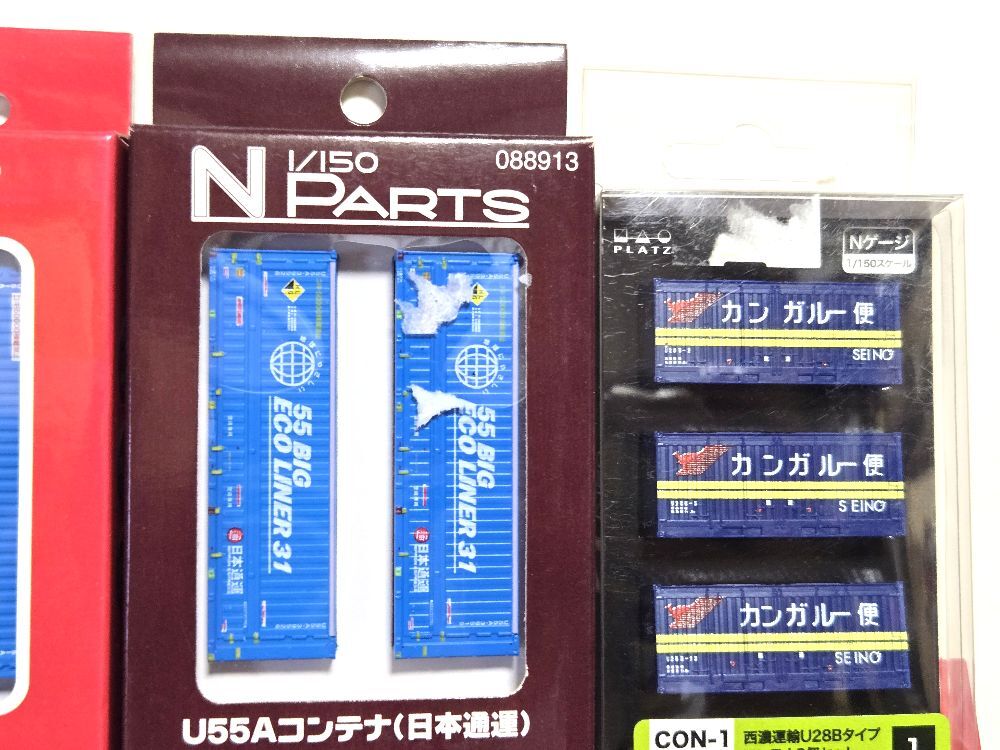 N 1/150
PARTS
088913
55 BIG
ECO LINER 31
日本通運
55 BIG
ECO LINER 31
日本通運
U55Aコンテナ(日本通運)
PLATZ
Nゲージ
1/150スケール
カンガルー便
SEINO
カンガルー便
SEINO
カンガルー便
SEINO
CON-1
西濃運輸U28Bタイプ
1